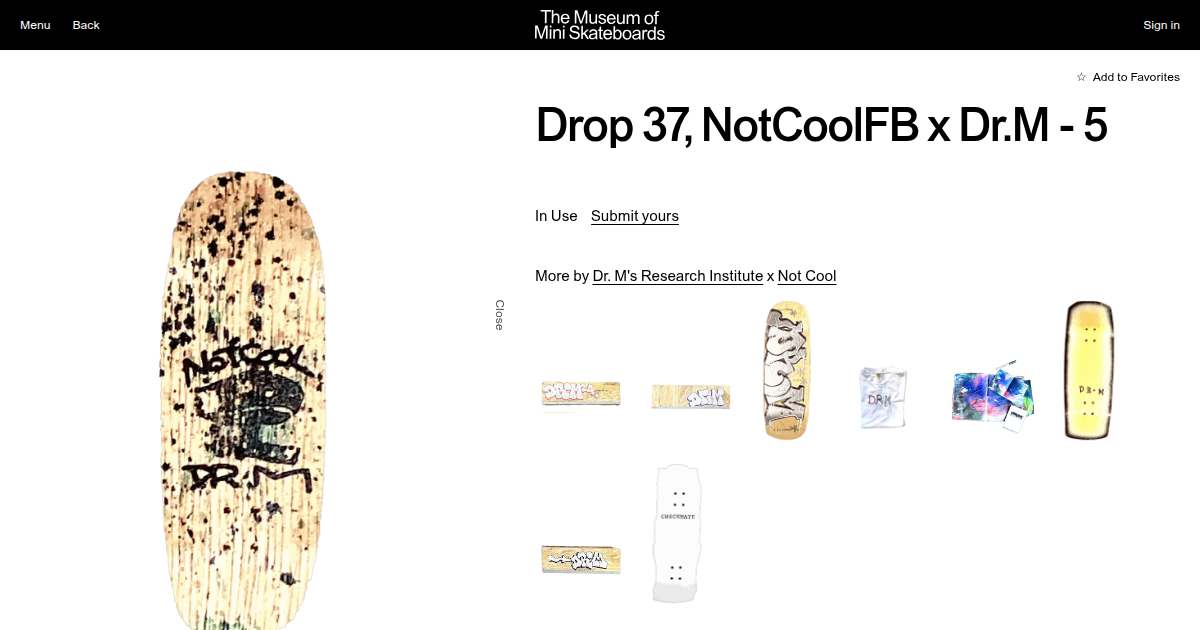 Menu
Back
The Museum of
Mini Skateboards
Sign in
☆ Add to Favorites
Drop 37, NotCoolFB x Dr.M - 5
In Use Submit yours
More by Dr. M's Research Institute x Not Cool
Close
NOTCOOL
DR.M
DRM
DR.M
CHECKMATE